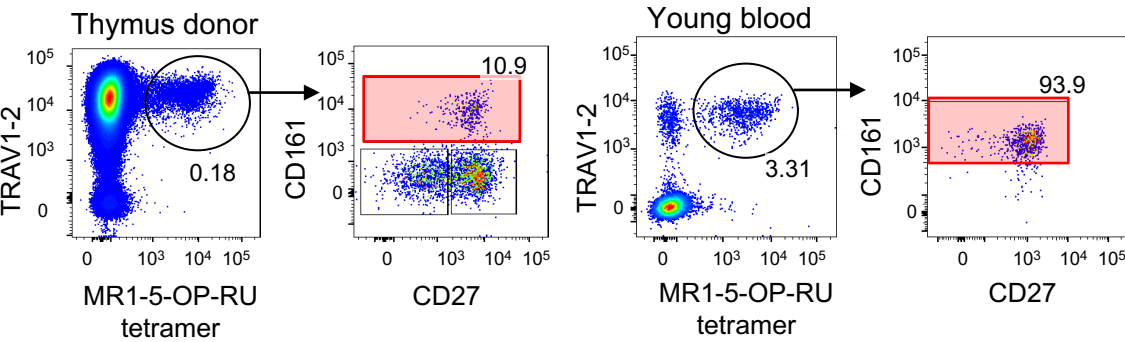 Thymus donor
TRAV1-2
10⁵
10⁴
10³
0
0.18
0 10³ 10⁴ 10⁵
MR1-5-OP-RU
tetramer
CD161
10⁵
10⁴
10³
0
10.9
0 10³ 10⁴ 10⁵
CD27
Young blood
TRAV1-2
10⁵
10⁴
10³
0
3.31
0 10³ 10⁴ 10⁵
MR1-5-OP-RU
tetramer
CD161
10⁵
10⁴
10³
0
93.9
0 10³ 10⁴ 10⁵
CD27